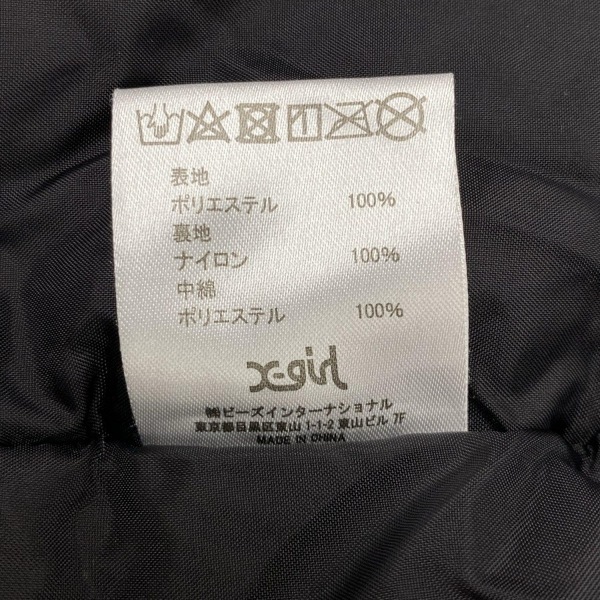 表地
ポリエステル 100%
裏地
ナイロン 100%
中綿
ポリエステル 100%
X-girl
㈱ビーズインターナショナル
東京都目黒区東山 1-1-2 東山ビル 7F
MADE IN CHINA